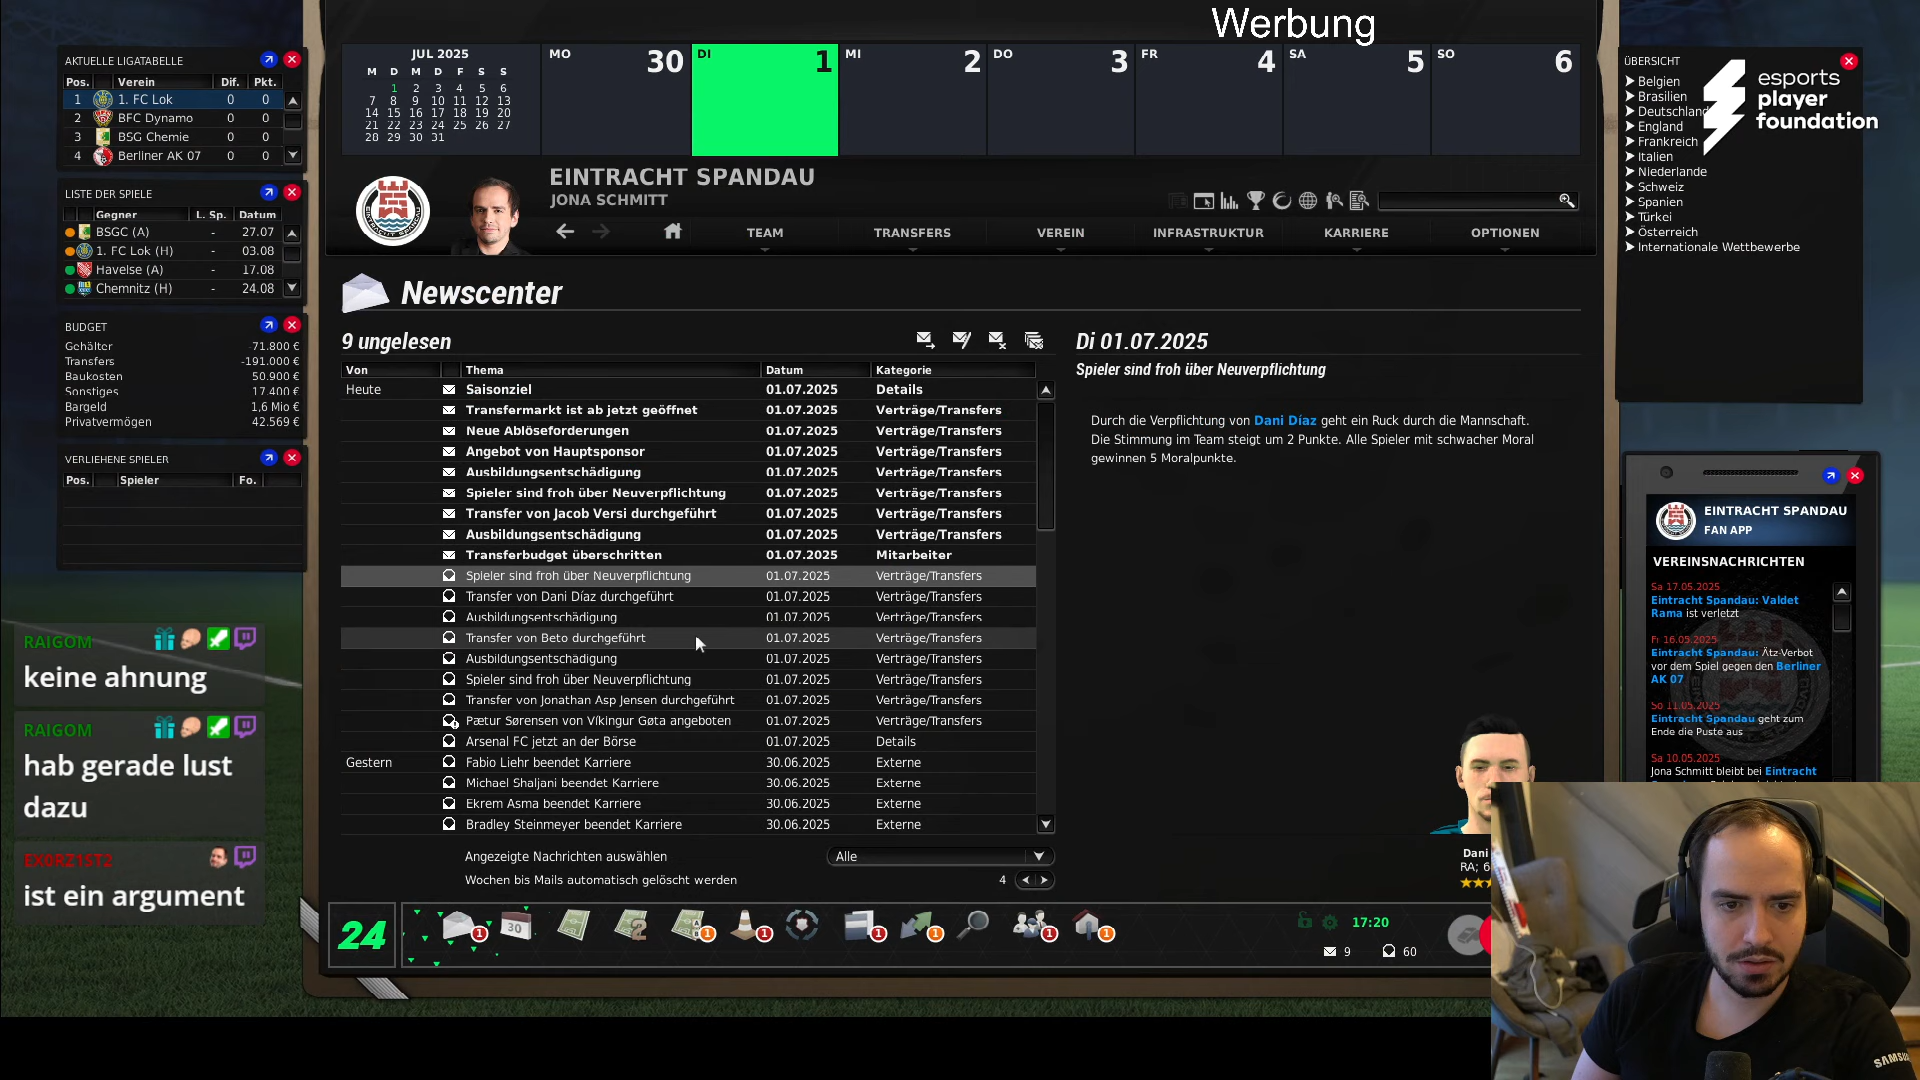 Werbung
AKTUELLE LIGATABELLE
Pos. Verein Dif. Pkt.
1 1. FC Lok 0 0
2 BFC Dynamo 0 0
3 BSG Chemie 0 0
4 Berliner AK 07 0 0
LISTE DER SPIELE
Gegner L. Sp. Datum
BSGC (A) - 27.07
1. FC Lok (H) - 03.08
Havelse (A) - 17.08
Chemnitz (H) - 24.08
BUDGET
Gehälter -71.800 €
Transfers -191.000 €
Baukosten 50.900 €
Sonstiges 17.400 €
Bargeld 1,6 Mio €
Privatvermögen 42.569 €
VERLIEHENE SPIELER
Pos. Spieler Fo.
RAIGOM
keine ahnung
RAIGOM
hab gerade lust
dazu
EX0RZ1ST2
ist ein argument
JUL 2025
M D M D F S S
1 2 3 4 5 6
7 8 9 10 11 12 13
14 15 16 17 18 19 20
21 22 23 24 25 26 27
28 29 30 31
MO 30
DI 1
MI 2
DO 3
FR 4
SA 5
SO 6
EINTRACHT SPANDAU
JONA SCHMITT
TEAM TRANSFERS VEREIN INFRASTRUKTUR KARRIERE OPTIONEN
Newscenter
9 ungelesen
Von Thema Datum Kategorie
Heute Saisonziel 01.07.2025 Details
Transfermarkt ist ab jetzt geöffnet 01.07.2025 Verträge/Transfers
Neue Ablöseforderungen 01.07.2025 Verträge/Transfers
Angebot von Hauptsponsor 01.07.2025 Verträge/Transfers
Ausbildungsentschädigung 01.07.2025 Verträge/Transfers
Spieler sind froh über Neuverpflichtung 01.07.2025 Verträge/Transfers
Transfer von Jacob Versi durchgeführt 01.07.2025 Verträge/Transfers
Ausbildungsentschädigung 01.07.2025 Verträge/Transfers
Transferbudget überschritten 01.07.2025 Mitarbeiter
Spieler sind froh über Neuverpflichtung 01.07.2025 Verträge/Transfers
Transfer von Dani Díaz durchgeführt 01.07.2025 Verträge/Transfers
Ausbildungsentschädigung 01.07.2025 Verträge/Transfers
Transfer von Beto durchgeführt 01.07.2025 Verträge/Transfers
Ausbildungsentschädigung 01.07.2025 Verträge/Transfers
Spieler sind froh über Neuverpflichtung 01.07.2025 Verträge/Transfers
Transfer von Jonathan Asp Jensen durchgeführt 01.07.2025 Verträge/Transfers
Pætur Sørensen von Víkingur Gøta angeboten 01.07.2025 Verträge/Transfers
Arsenal FC jetzt an der Börse 01.07.2025 Details
Gestern Fabio Liehr beendet Karriere 30.06.2025 Externe
Michael Shaljani beendet Karriere 30.06.2025 Externe
Ekrem Asma beendet Karriere 30.06.2025 Externe
Bradley Steinmeyer beendet Karriere 30.06.2025 Externe
Angezeigte Nachrichten auswählen Alle
Wochen bis Mails automatisch gelöscht werden 4
Di 01.07.2025
Spieler sind froh über Neuverpflichtung
Durch die Verpflichtung von Dani Díaz geht ein Ruck durch die Mannschaft.
Die Stimmung im Team steigt um 2 Punkte. Alle Spieler mit schwacher Moral
gewinnen 5 Moralpunkte.
Dani
RA; 6
24
1 30 2 1 1 1 1 1 1
17:20
9 60
ÜBERSICHT
Belgien
Brasilien
Deutschland
England
Frankreich
Italien
Niederlande
Schweiz
Spanien
Türkei
Österreich
Internationale Wettbewerbe
esports
player
foundation
EINTRACHT SPANDAU
FAN APP
VEREINSNACHRICHTEN
Sa 17.05.2025
Eintracht Spandau: Valdet
Rama ist verletzt
Fr 16.05.2025
Eintracht Spandau: Ätz-Verbot
vor dem Spiel gegen den Berliner
AK 07
So 11.05.2025
Eintracht Spandau geht zum
Ende die Puste aus
Sa 10.05.2025
Jona Schmitt bleibt bei Eintracht
SAMSU